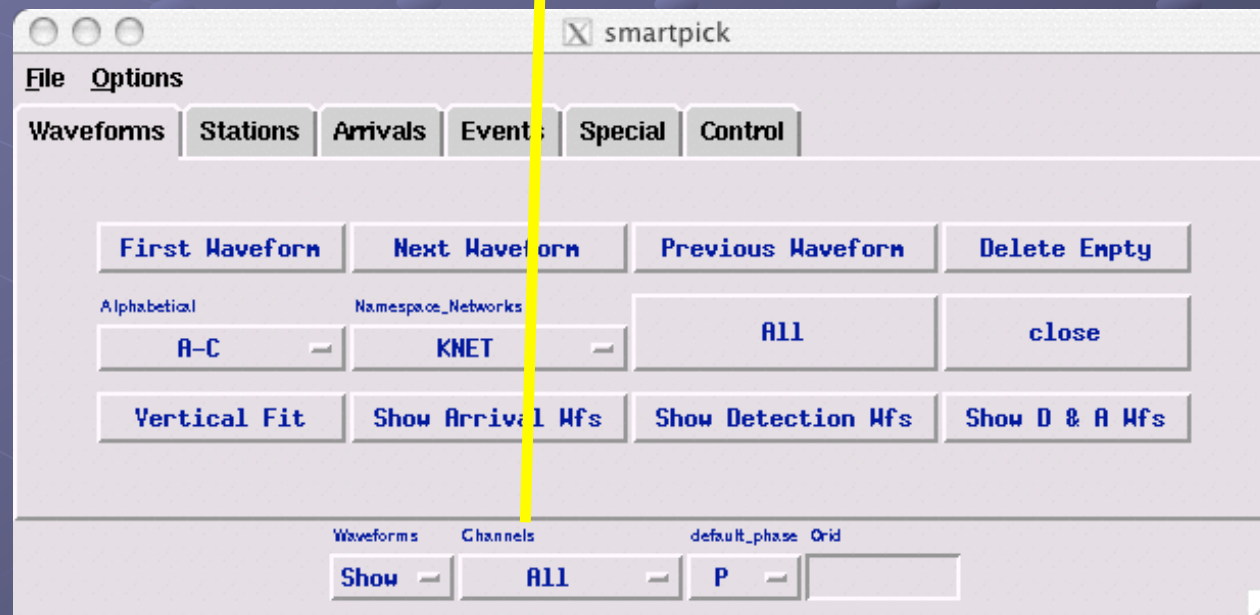 smartpick
File Options
Waveforms Stations Arrivals Events Special Control
First Waveform Next Waveform Previous Waveform Delete Empty
Alphabetical Namespace_Networks
A-C KNET All close
Vertical Fit Show Arrival Wfs Show Detection Wfs Show D & A Wfs
Waveforms Channels default_phase Orid
Show All P